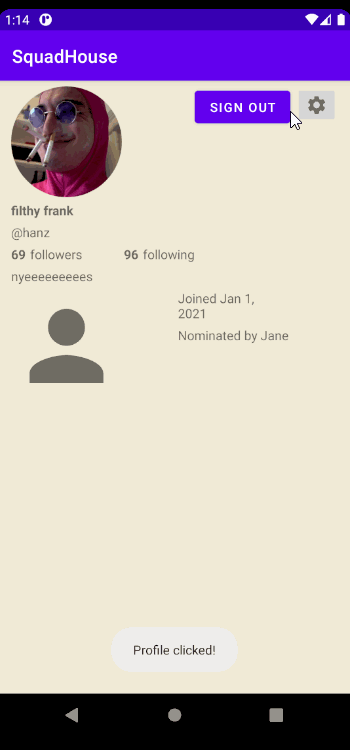 1:14
SquadHouse
SIGN OUT
filthy frank
@hanz
69 followers 96 following
nyeeeeeeeees
Joined Jan 1,
2021
Nominated by Jane
Profile clicked!